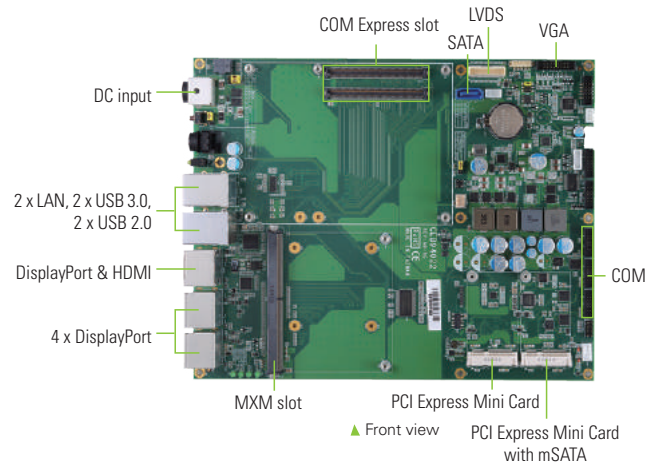 COM Express slot
LVDS
SATA
VGA
DC input
2 x LAN, 2 x USB 3.0,
2 x USB 2.0
DisplayPort & HDMI
4 x DisplayPort
COM
MXM slot
PCI Express Mini Card
▲ Front view
PCI Express Mini Card
with mSATA